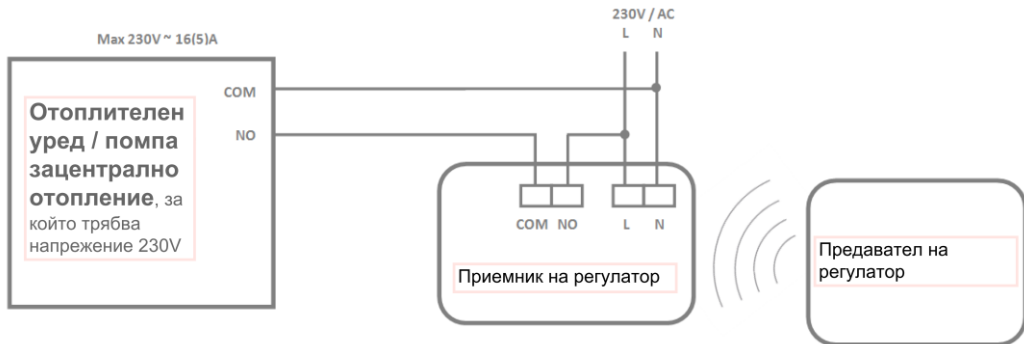 230V / AC
L N
Max 230V ~ 16(5)A
COM
NO
Отоплителен
уред / помпа
зацентрално
отопление, за
който трябва
напрежение 230V
COM NO L N
Приемник на регулатор
Предавател на
регулатор